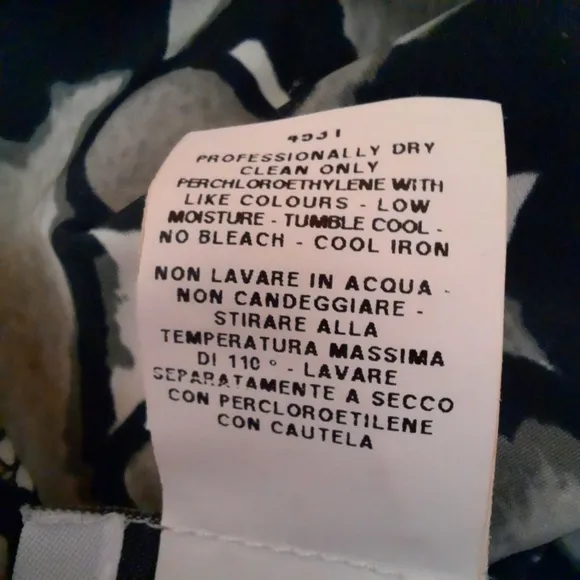 PROFESSIONALLY DRY
CLEAN ONLY
PERCHLOROETHYLENE WITH
LIKE COLOURS - LOW
MOISTURE - TUMBLE COOL -
NO BLEACH - COOL IRON
NON LAVARE IN ACQUA -
NON CANDEGGIARE -
STIRARE ALLA
TEMPERATURA MASSIMA
DI 110 ° - LAVARE
SEPARATAMENTE A SECCO
CON PERCLOROETILENE
CON CAUTELA